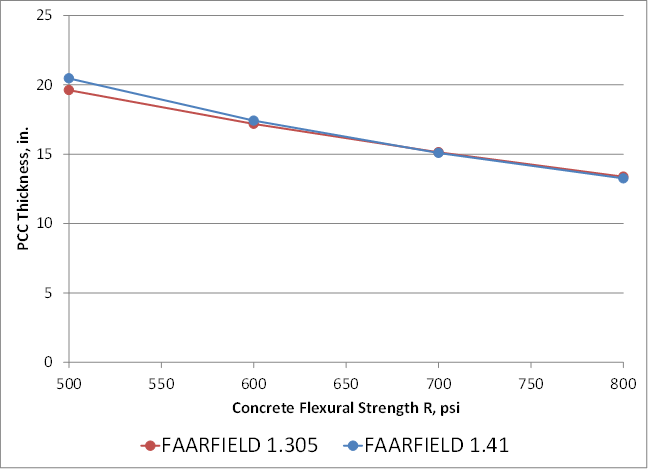 25
20
15
10
5
0
PCC Thickness, in.
500 550 600 650 700 750 800
Concrete Flexural Strength R, psi
FAARFIELD 1.305 FAARFIELD 1.41